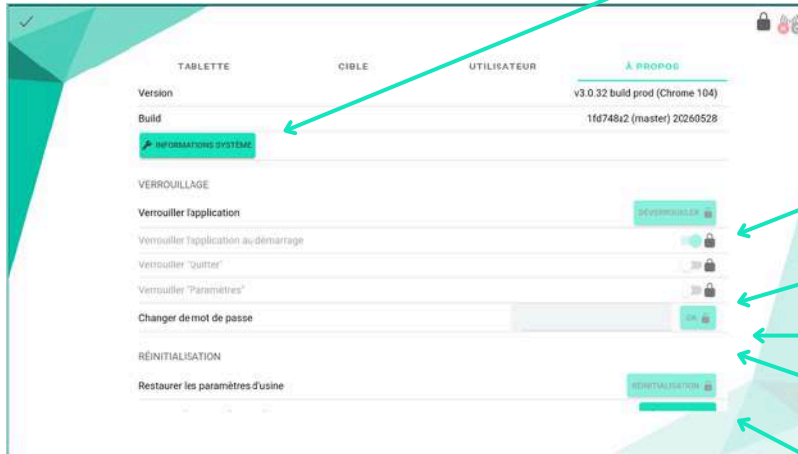 TABLETTE CIBLE UTILISATEUR À PROPOS
Version v3.0.32 build prod (Chrome 104)
Build 1fd748z2 (master) 20260528
INFORMATIONS SYSTÈME
VERROUILLAGE
Verrouiller l'application DÉVERROUILLER
Verrouiller l'application au démarrage
Verrouiller "Quitter"
Verrouiller "Paramètres"
Changer de mot de passe OK
RÉINITIALISATION
Restaurer les paramètres d'usine RÉINITIALISATION